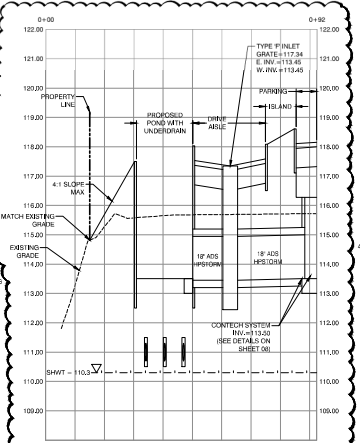 0+00
0+92
122.00
122.00
121.00
121.00
120.00
120.00
119.00
119.00
118.00
118.00
117.00
117.00
116.00
116.00
115.00
115.00
114.00
114.00
113.00
113.00
112.00
112.00
111.00
111.00
110.00
110.00
109.00
109.00
TYPE 'F' INLET
GRATE=117.34
E. INV.=113.45
W. INV.=113.45
PARKING
ISLAND
PROPERTY
LINE
PROPOSED
POND WITH
UNDERDRAIN
DRIVE
AISLE
4:1 SLOPE
MAX
MATCH EXISTING
GRADE
EXISTING
GRADE
18" ADS
HPSTORM
18" ADS
HPSTORM
CONTECH SYSTEM
INV.=113.50
(SEE DETAILS ON
SHEET 08)
SHWT = 110.3